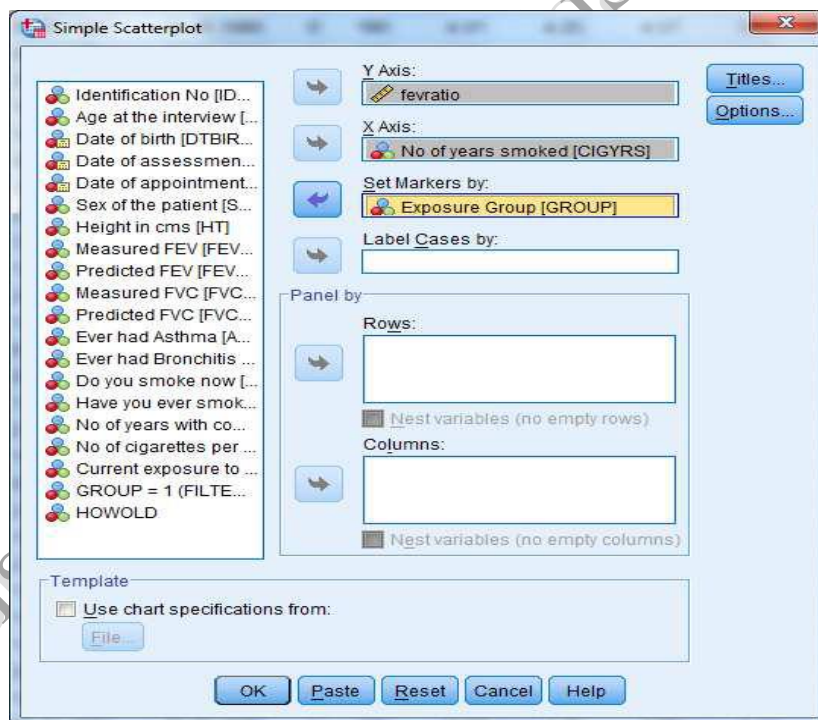 Simple Scatterplot
Identification No [ID...
Age at the interview [...
Date of birth [DTBIR...
Date of assessmen...
Date of appointment...
Sex of the patient [S...
Height in cms [HT]
Measured FEV [FEV...
Predicted FEV [FEV...
Measured FVC [FVC...
Predicted FVC [FVC...
Ever had Asthma [A...
Ever had Bronchitis ...
Do you smoke now [...
Have you ever smok...
No of years with co...
No of cigarettes per ...
Current exposure to ...
GROUP = 1 (FILTE...
HOWOLD
Y Axis:
fevratio
X Axis:
No of years smoked [CIGYRS]
Set Markers by:
Exposure Group [GROUP]
Label Cases by:
Panel by
Rows:
Nest variables (no empty rows)
Columns:
Nest variables (no empty columns)
Titles...
Options...
Template
Use chart specifications from:
File...
OK
Paste
Reset
Cancel
Help